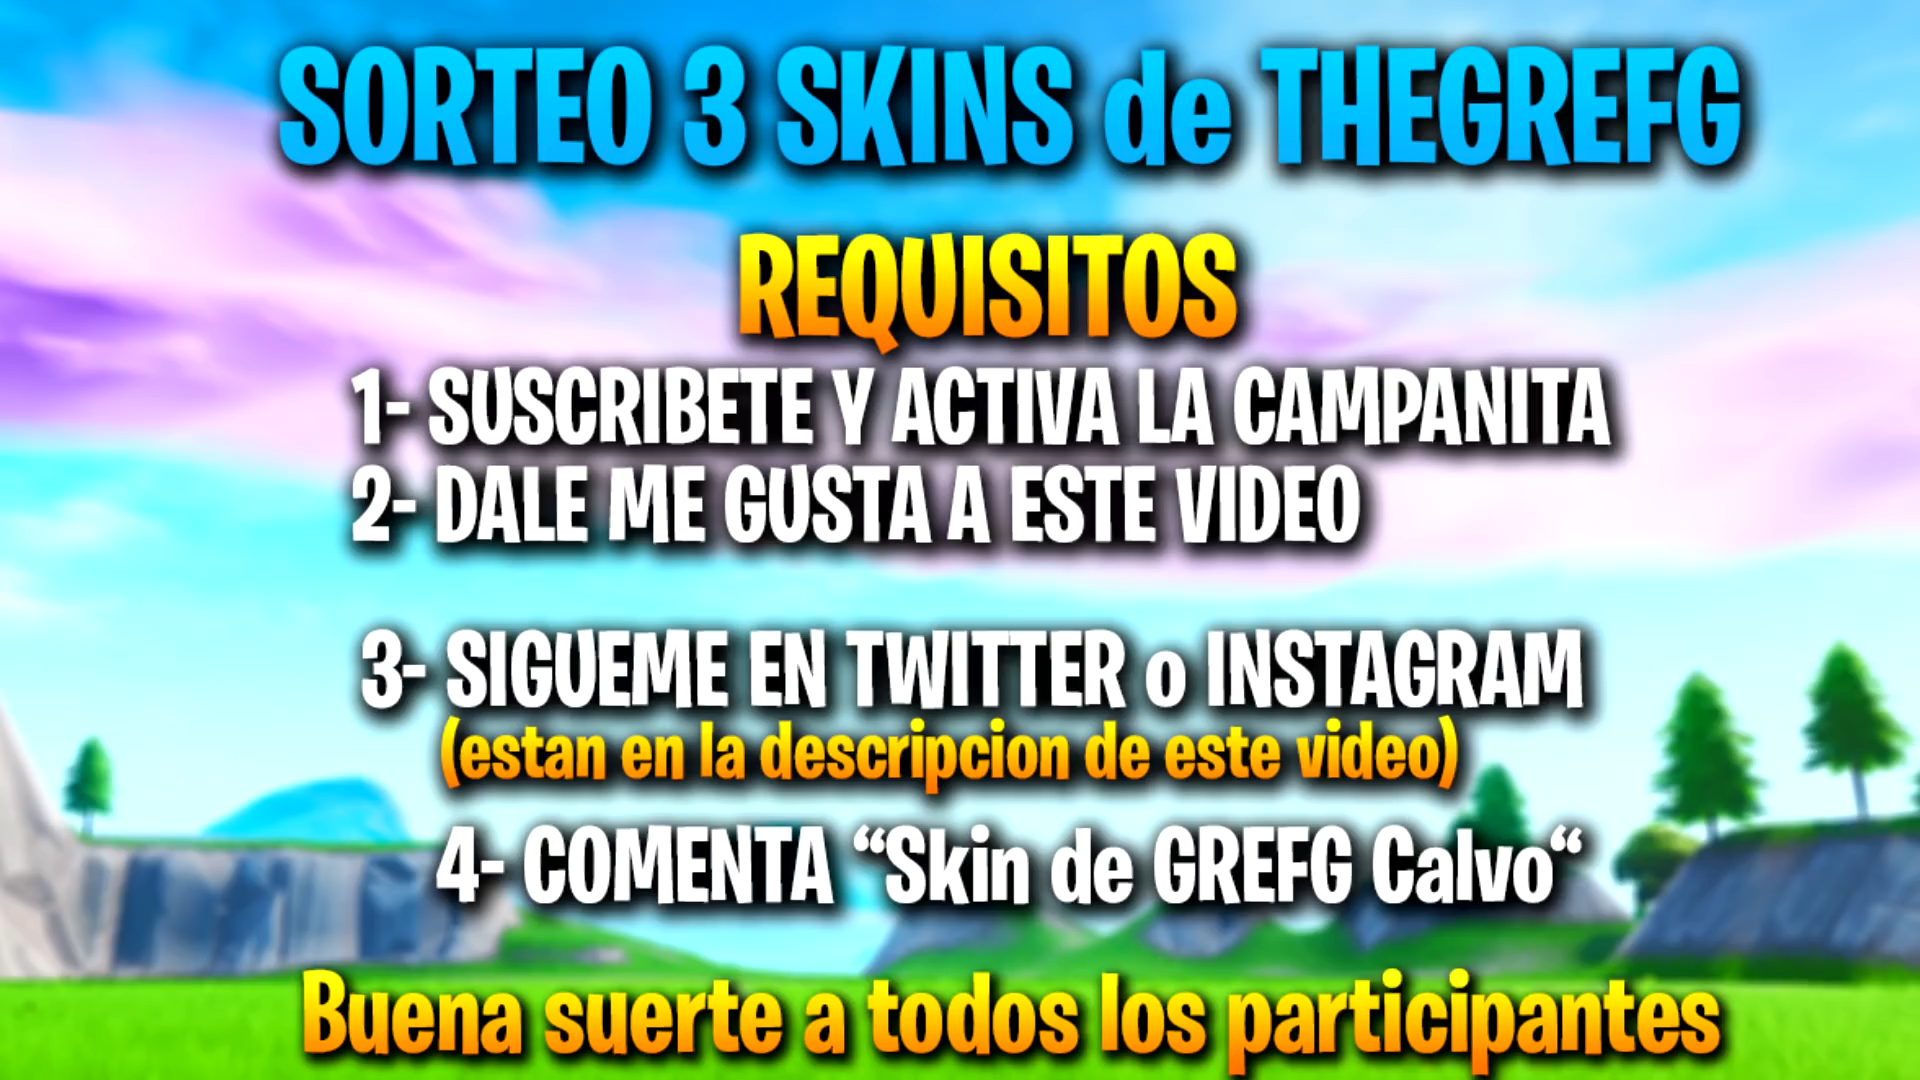 SORTEO 3 SKINS de THEGREFG
REQUISITOS
1- SUSCRIBETE Y ACTIVA LA CAMPANITA
2- DALE ME GUSTA A ESTE VIDEO
3- SIGUEME EN TWITTER o INSTAGRAM
(estan en la descripcion de este video)
4- COMENTA “Skin de GREFG Calvo“
Buena suerte a todos los participantes